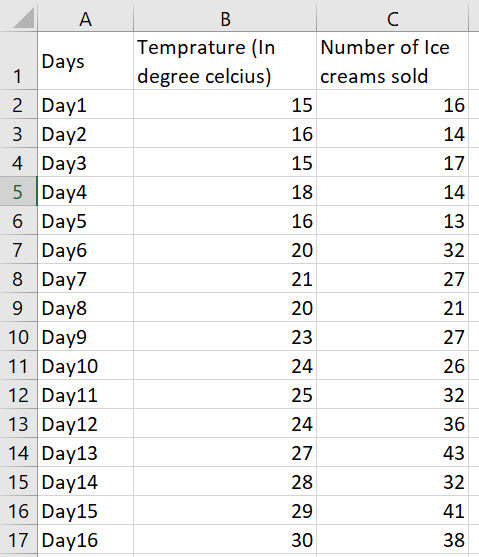 A B C
1 Days Temprature (In degree celcius) Number of Ice creams sold
2 Day1 15 16
3 Day2 16 14
4 Day3 15 17
5 Day4 18 14
6 Day5 16 13
7 Day6 20 32
8 Day7 21 27
9 Day8 20 21
10 Day9 23 27
11 Day10 24 26
12 Day11 25 32
13 Day12 24 36
14 Day13 27 43
15 Day14 28 32
16 Day15 29 41
17 Day16 30 38